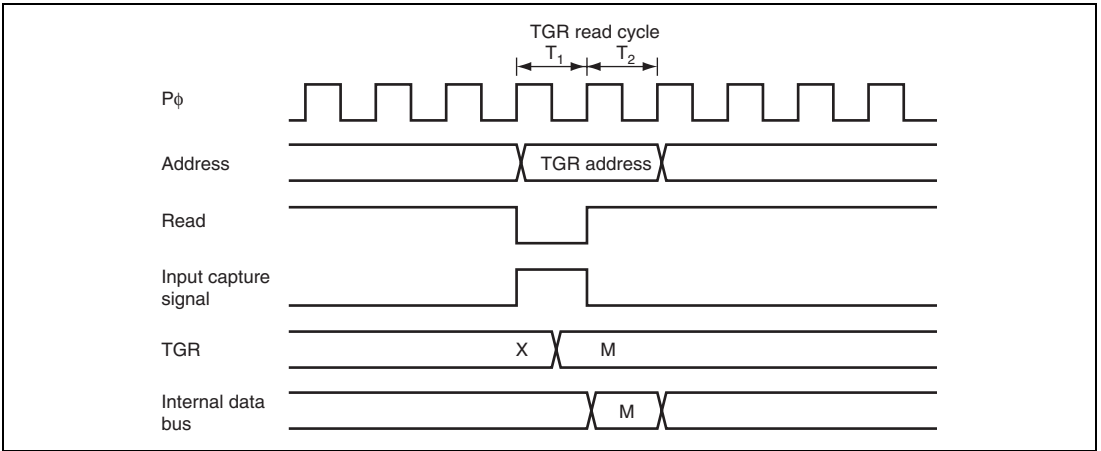 TGR read cycle
T1 T2
Pϕ
Address
TGR address
Read
Input capture
signal
TGR
X M
Internal data
bus
M